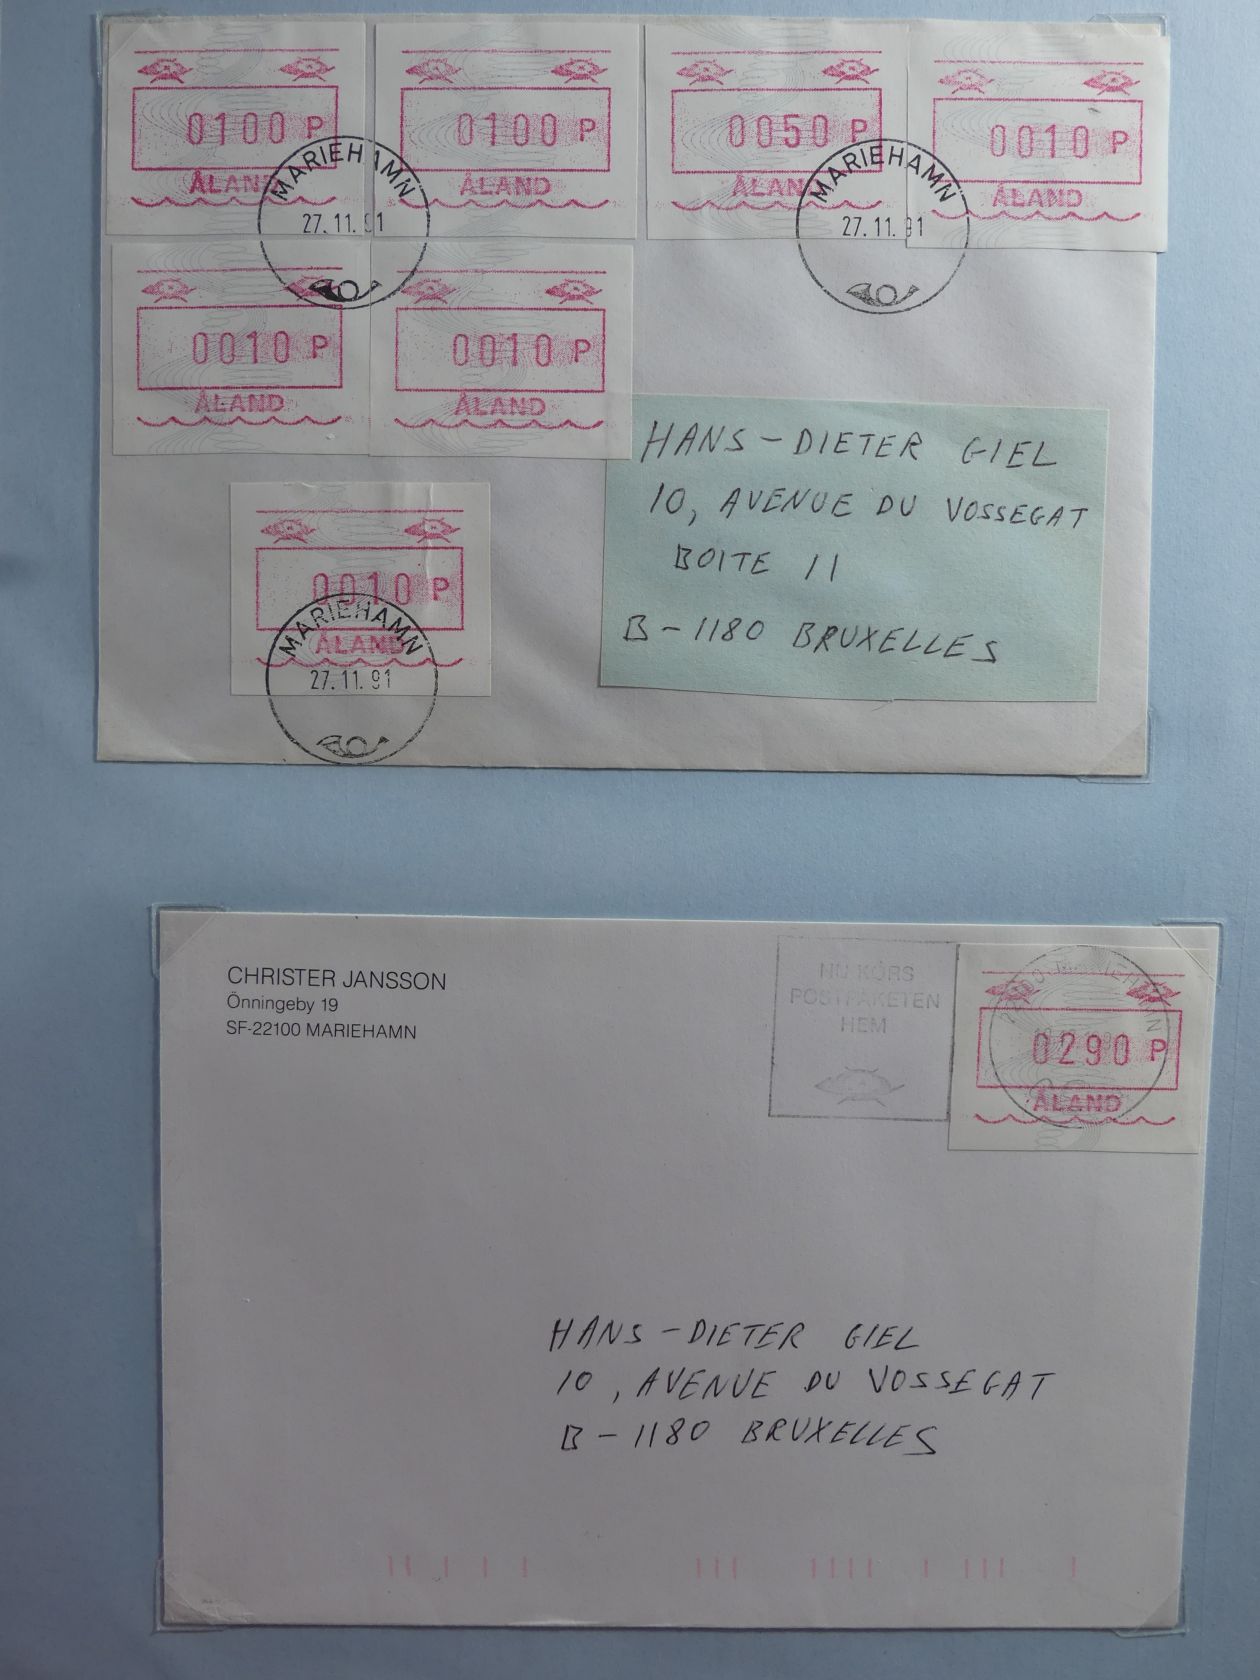 0100 P
ÅLAND
0100 P
ÅLAND
0050 P
ÅLAND
0010 P
ÅLAND
MARIEHAMN
27.11.91
MARIEHAMN
27.11.91
0010 P
ÅLAND
0010 P
ÅLAND
HANS-DIETER GIEL
10, AVENUE DU VOSSEGAT
BOITE 11
B-1180 BRUXELLES
0010 P
ÅLAND
MARIEHAMN
27.11.91
CHRISTER JANSSON
Önningeby 19
SF-22100 MARIEHAMN
NU KÖRS
POSTPAKETEN
HEM
MARIEHAMN
0290 P
ÅLAND
HANS-DIETER GIEL
10, AVENUE DU VOSSEGAT
B-1180 BRUXELLES